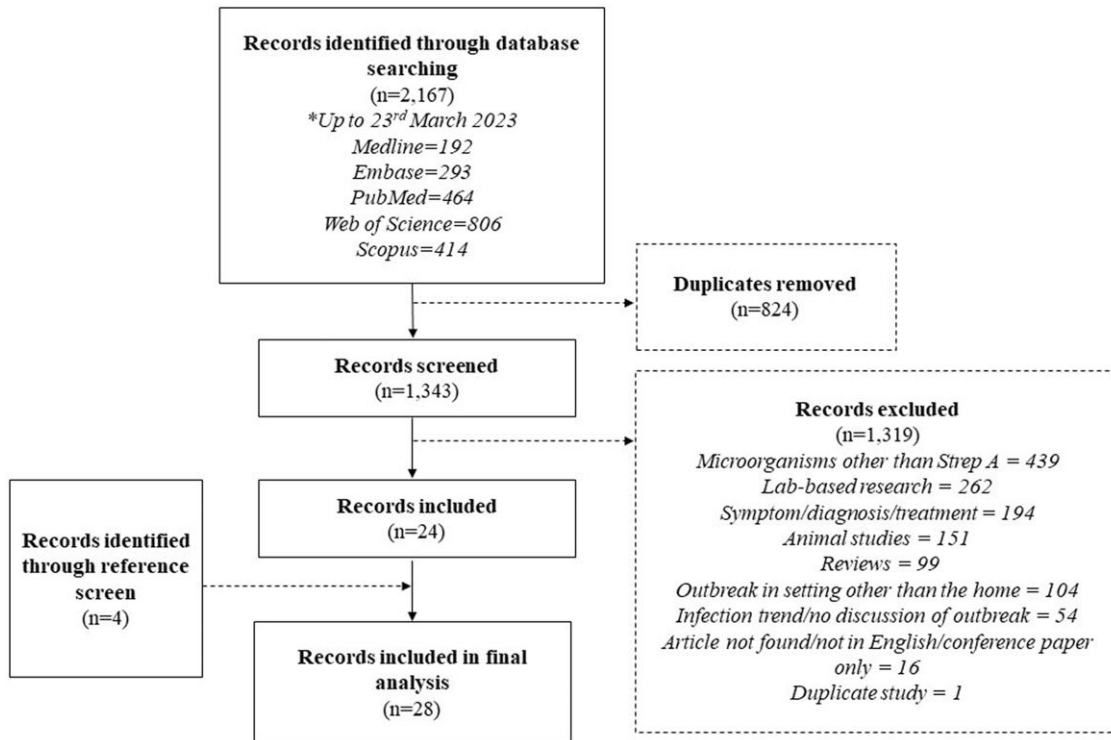 Records identified through database
searching
(n=2,167)
*Up to 23rd March 2023
Medline=192
Embase=293
PubMed=464
Web of Science=806
Scopus=414
Duplicates removed
(n=824)
Records screened
(n=1,343)
Records excluded
(n=1,319)
Microorganisms other than Strep A = 439
Lab-based research = 262
Symptom/diagnosis/treatment = 194
Animal studies = 151
Reviews = 99
Outbreak in setting other than the home = 104
Infection trend/no discussion of outbreak = 54
Article not found/not in English/conference paper
only = 16
Duplicate study = 1
Records included
(n=24)
Records identified
through reference
screen
(n=4)
Records included in final
analysis
(n=28)